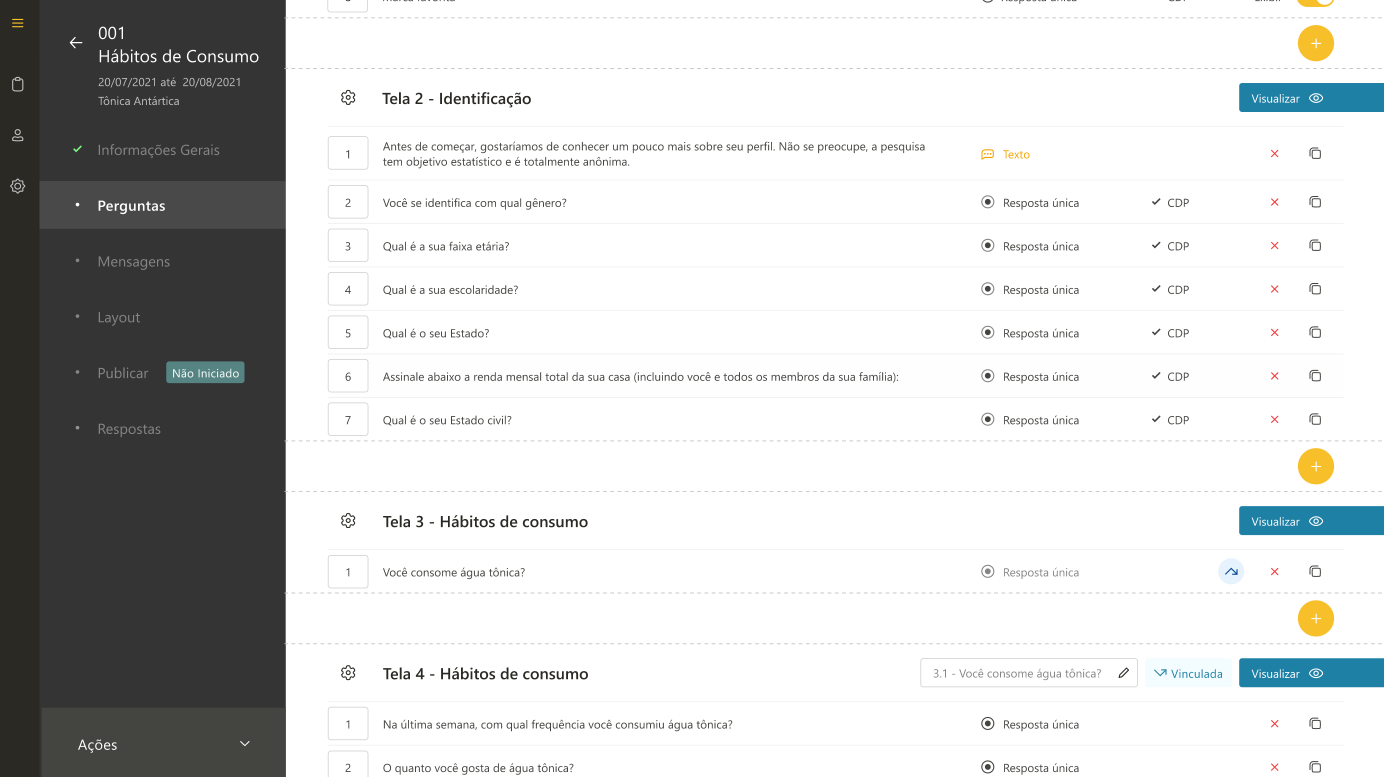 001
Hábitos de Consumo
20/07/2021 até 20/08/2021
Tônica Antártica
Informações Gerais
Perguntas
Mensagens
Layout
Publicar Não Iniciado
Respostas
Ações
Tela 2 - Identificação Visualizar
1 Antes de começar, gostaríamos de conhecer um pouco mais sobre seu perfil. Não se preocupe, a pesquisa
tem objetivo estatístico e é totalmente anônima. Texto
2 Você se identifica com qual gênero? Resposta única CDP
3 Qual é a sua faixa etária? Resposta única CDP
4 Qual é a sua escolaridade? Resposta única CDP
5 Qual é o seu Estado? Resposta única CDP
6 Assinale abaixo a renda mensal total da sua casa (incluindo você e todos os membros da sua família): Resposta única CDP
7 Qual é o seu Estado civil? Resposta única CDP
Tela 3 - Hábitos de consumo Visualizar
1 Você consome água tônica? Resposta única
Tela 4 - Hábitos de consumo 3.1 - Você consome água tônica? Vinculada Visualizar
1 Na última semana, com qual frequência você consumiu água tônica? Resposta única
2 O quanto você gosta de água tônica? Resposta única